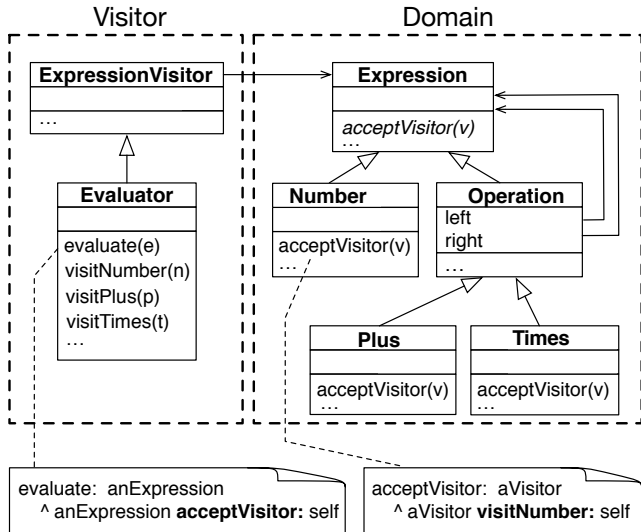 Visitor
Domain
ExpressionVisitor
...
Evaluator
evaluate(e)
visitNumber(n)
visitPlus(p)
visitTimes(t)
...
Expression
acceptVisitor(v)
...
Number
acceptVisitor(v)
...
Operation
left
right
...
Plus
acceptVisitor(v)
...
Times
acceptVisitor(v)
...
evaluate: anExpression
^ anExpression acceptVisitor: self
acceptVisitor: aVisitor
^ aVisitor visitNumber: self